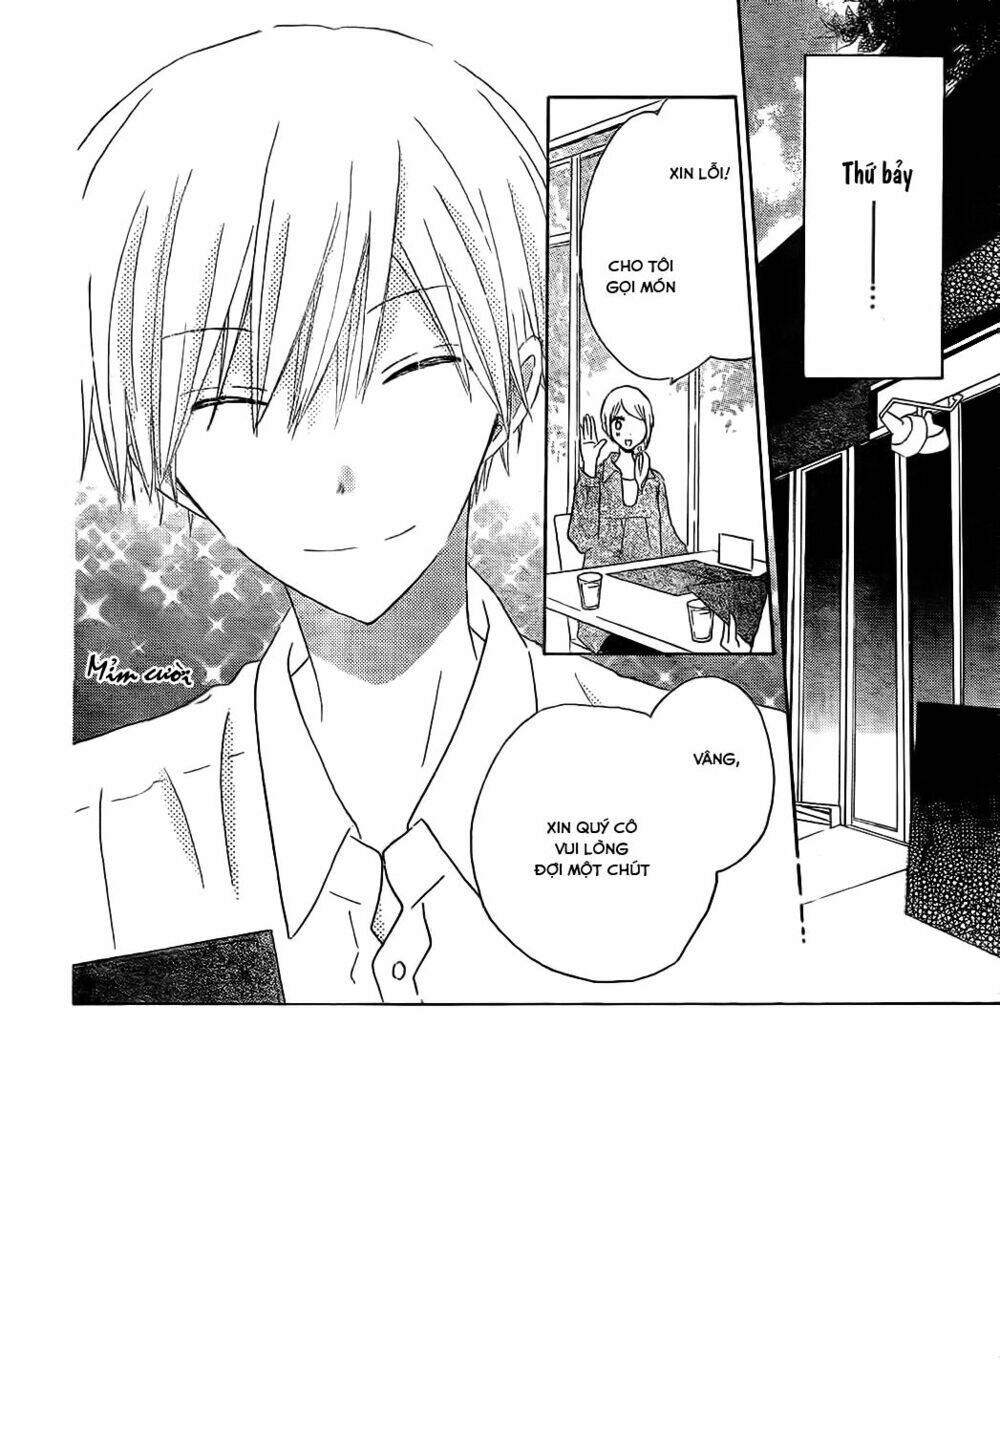 Thứ bảy
XIN LỖI!
CHO TÔI
GỌI MÓN
VÂNG,
XIN QUÝ CÔ
VUI LÒNG
ĐỢI MỘT CHÚT
Mỉm cười